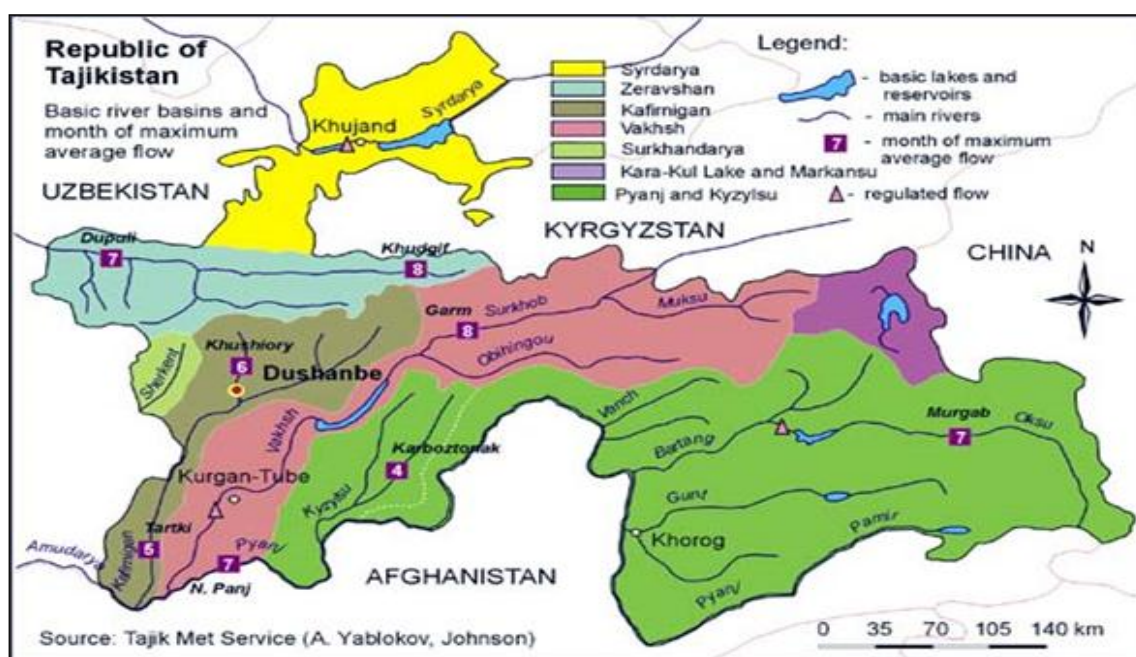 Republic of
Tajikistan
Basic river basins and
month of maximum
average flow
Legend:
Syrdarya
Zeravshan
Kafirnigan
Vakhsh
Surkhandarya
Kara-Kul Lake and Markansu
Pyanj and Kyzylsu
- basic lakes and
reservoirs
- main rivers
7 - month of maximum
average flow
- regulated flow
Syrdarya
Khujand
UZBEKISTAN
KYRGYZSTAN
CHINA
N
Dupuli
7
Khudgif
8
Garm
8
Surkhob
Muksu
Obihingou
Khushiory
6
Dushanbe
Sherkent
Vakhsh
Vanch
Bartang
Murgab
7
Oksu
Karboztonak
4
Kurgan-Tube
Kyzylsu
Gunt
Pamir
Tartki
5
Kafirnigan
Pyanj
7
N. Panj
Amudarya
Khorog
Pyanj
AFGHANISTAN
Source: Tajik Met Service (A. Yablokov, Johnson)
0 35 70 105 140 km